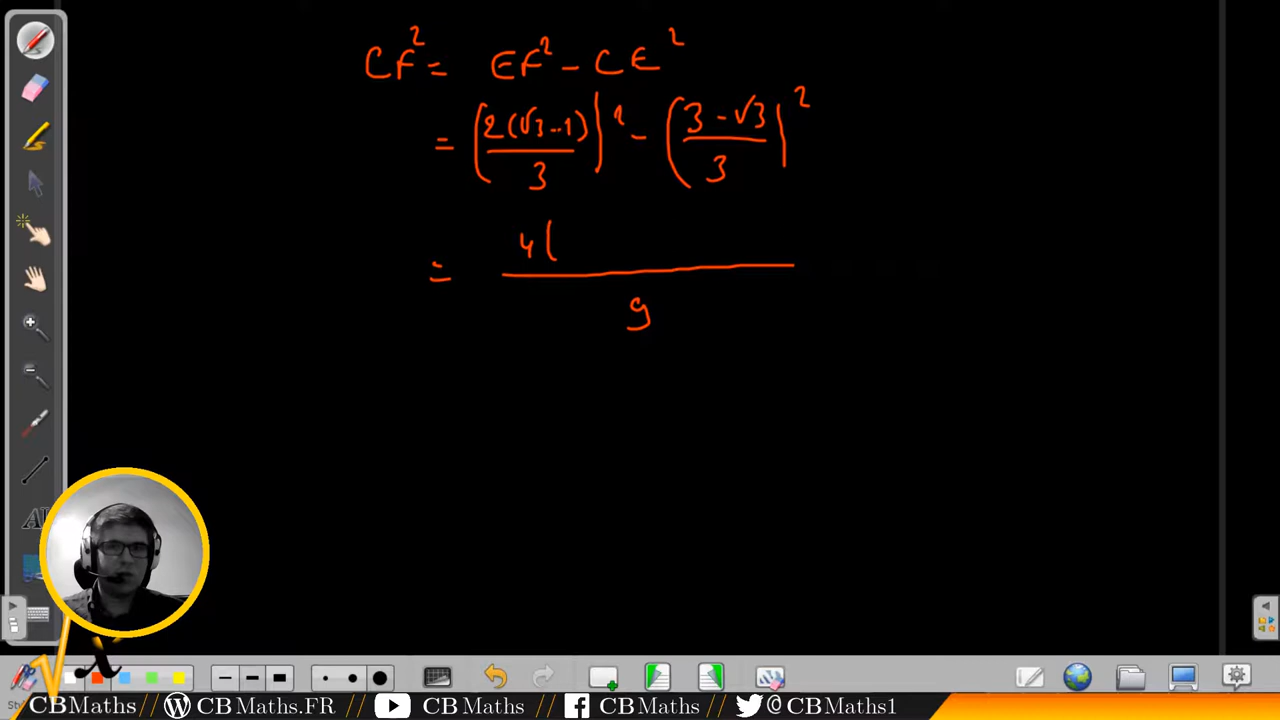 CF² = EF² - CE²
= (2(√3-1)/3)² - (3-√3/3)²
= 4(
9
CBMaths // CBMaths.FR // CBMaths // CBMaths // @CBMaths1